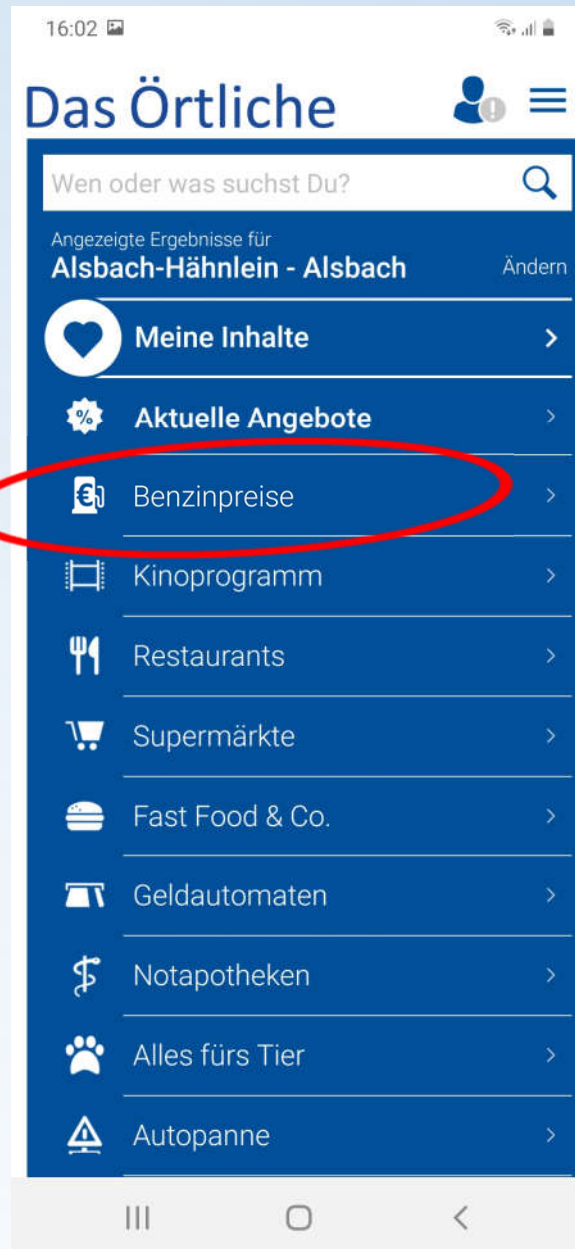 16:02
Das Örtliche
Wen oder was suchst Du?
Angezeigte Ergebnisse für
Alsbach-Hähnlein - Alsbach
Ändern
Meine Inhalte
Aktuelle Angebote
Benzinpreise
Kinoprogramm
Restaurants
Supermärkte
Fast Food & Co.
Geldautomaten
Notapotheken
Alles fürs Tier
Autopanne